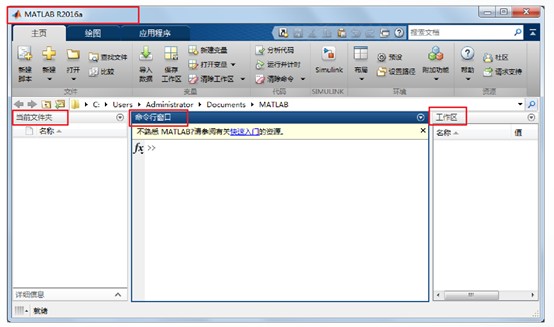 MATLAB R2016a
主页 绘图 应用程序 搜索文档
新建脚本 新建 打开 查找文件 比较 导入数据 保存工作区 新建变量 打开变量 清除工作区 分析代码 运行并计时 清除命令 Simulink 布局 预设 设置路径 附加功能 帮助 社区 请求支持
文件 变量 代码 SIMULINK 环境 资源
C: Users Administrator Documents MATLAB
当前文件夹 命令行窗口 工作区
名称 不熟悉 MATLAB?请参阅有关快速入门的资源。 名称 值
fx >>
详细信息
就绪